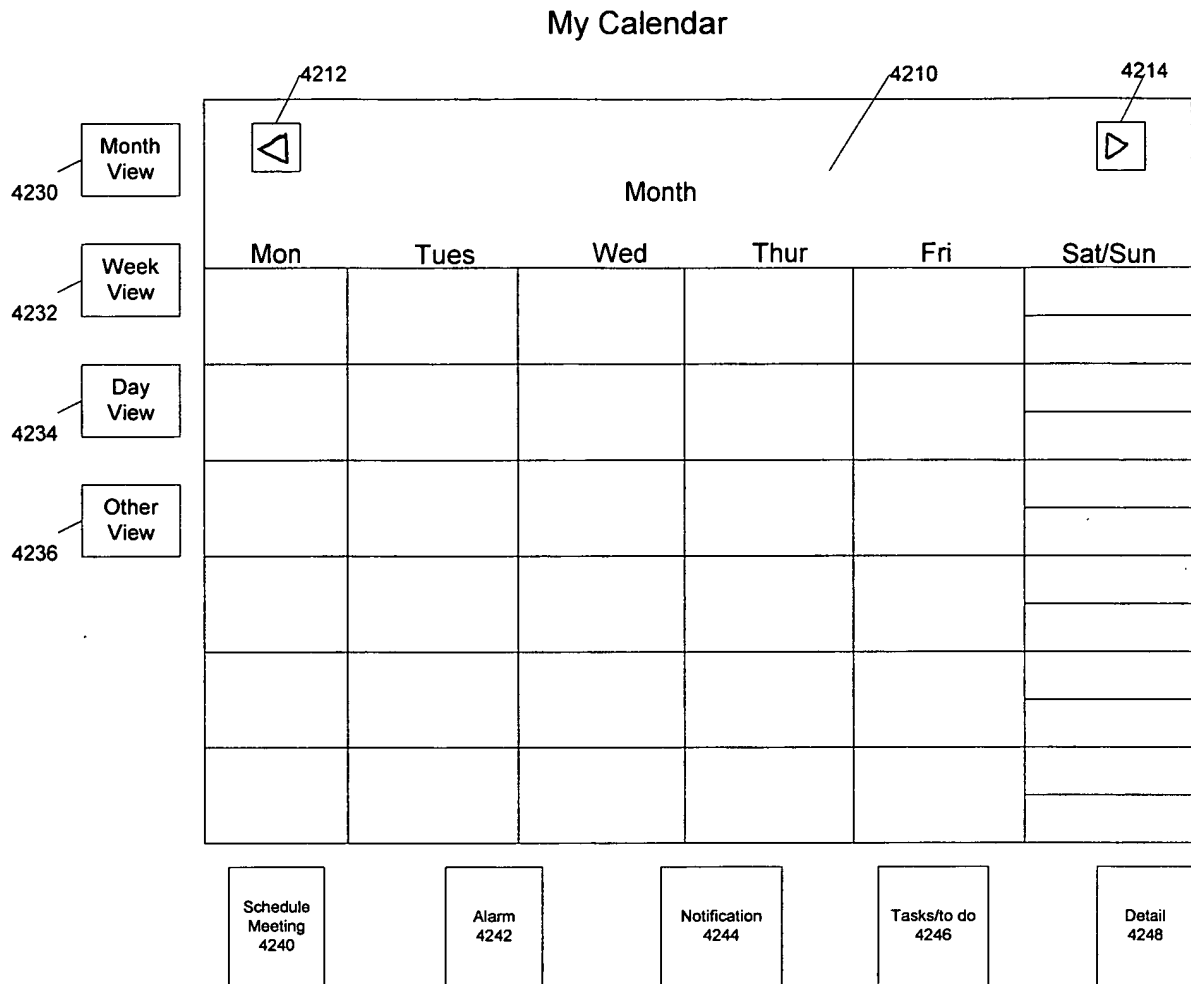 My Calendar
4212
4210
4214
Month
View
4230
Month
Mon Tues Wed Thur Fri Sat/Sun
Week
View
4232
Day
View
4234
Other
View
4236
Schedule
Meeting
4240
Alarm
4242
Notification
4244
Tasks/to do
4246
Detail
4248